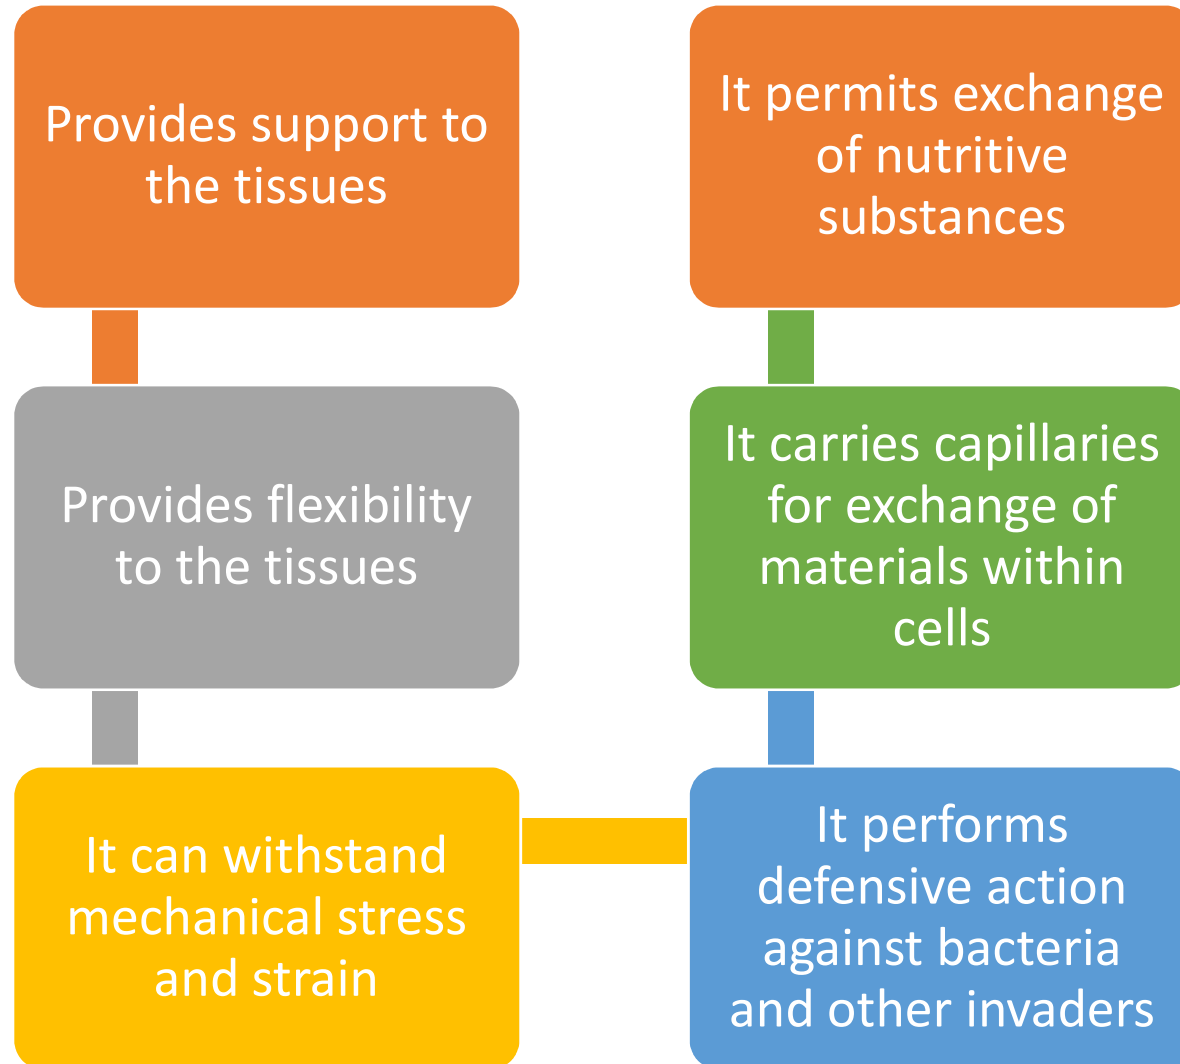 Provides support to
the tissues
Provides flexibility
to the tissues
It can withstand
mechanical stress
and strain
It performs
defensive action
against bacteria
and other invaders
It carries capillaries
for exchange of
materials within
cells
It permits exchange
of nutritive
substances